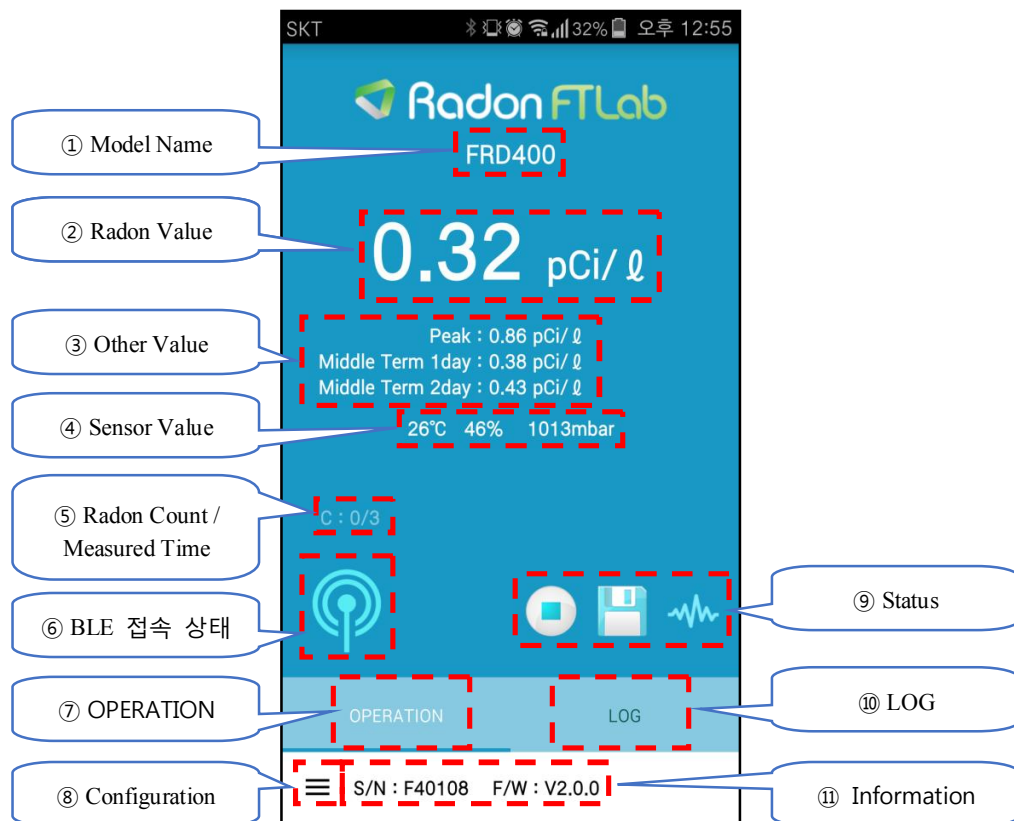 SKT 32% 오후 12:55
Radon FTLab
① Model Name
FRD400
② Radon Value
0.32 pCi/ℓ
③ Other Value
Peak : 0.86 pCi/ℓ
Middle Term 1day : 0.38 pCi/ℓ
Middle Term 2day : 0.43 pCi/ℓ
④ Sensor Value
26℃ 46% 1013mbar
⑤ Radon Count /
Measured Time
C : 0/3
⑥ BLE 접속 상태
⑨ Status
⑦ OPERATION
OPERATION
LOG
⑩ LOG
⑧ Configuration
S/N : F40108 F/W : V2.0.0
⑪ Information